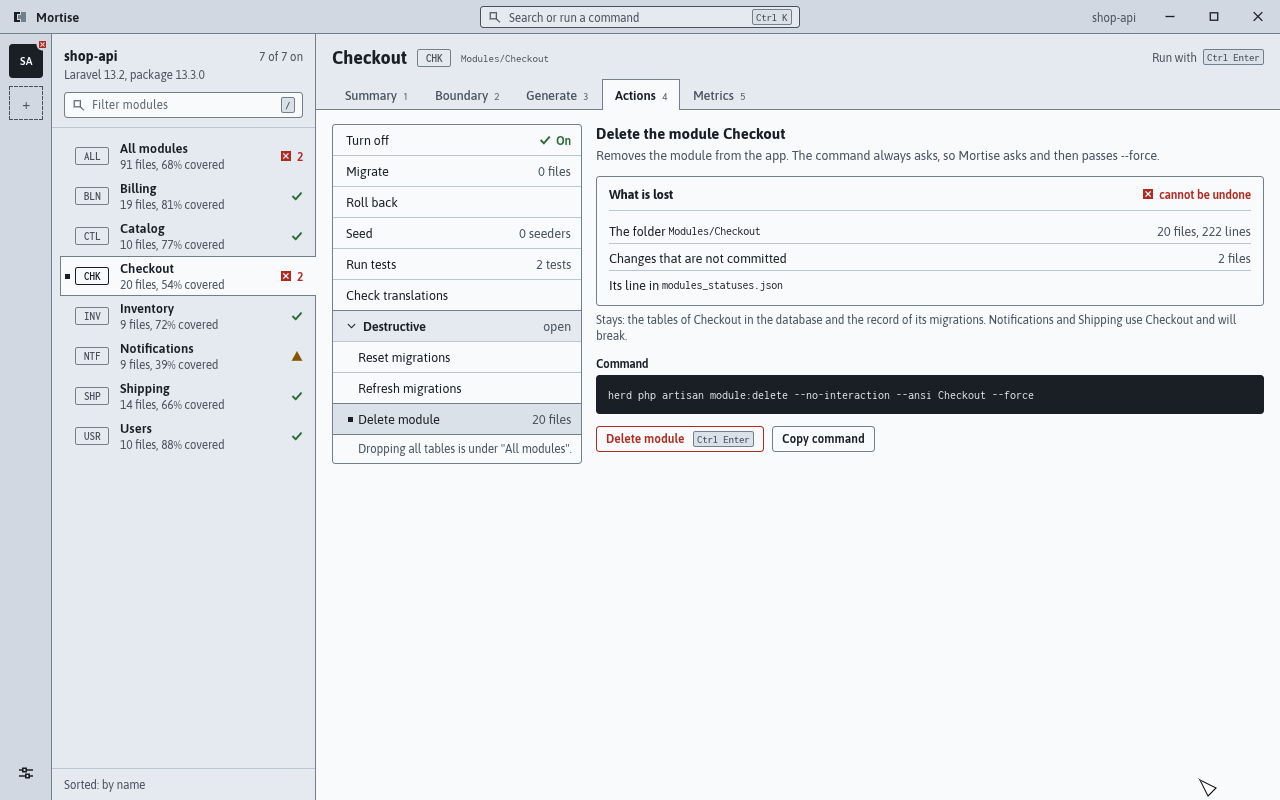 Mortise
Search or run a command
Ctrl K
shop-api
SA
+
shop-api
7 of 7 on
Laravel 13.2, package 13.3.0
Filter modules
/
ALL
All modules
91 files, 68% covered
2
BLN
Billing
19 files, 81% covered
CTL
Catalog
10 files, 77% covered
CHK
Checkout
20 files, 54% covered
2
INV
Inventory
9 files, 72% covered
NTF
Notifications
9 files, 39% covered
SHP
Shipping
14 files, 66% covered
USR
Users
10 files, 88% covered
Sorted: by name
Checkout
CHK
Modules/Checkout
Run with
Ctrl Enter
Summary 1
Boundary 2
Generate 3
Actions 4
Metrics 5
Turn off
On
Migrate
0 files
Roll back
Seed
0 seeders
Run tests
2 tests
Check translations
Destructive
open
Reset migrations
Refresh migrations
Delete module
20 files
Dropping all tables is under "All modules".
Delete the module Checkout
Removes the module from the app. The command always asks, so Mortise asks and then passes --force.
What is lost
cannot be undone
The folder Modules/Checkout
20 files, 222 lines
Changes that are not committed
2 files
Its line in modules_statuses.json
Stays: the tables of Checkout in the database and the record of its migrations. Notifications and Shipping use Checkout and will
break.
Command
herd php artisan module:delete --no-interaction --ansi Checkout --force
Delete module
Ctrl Enter
Copy command